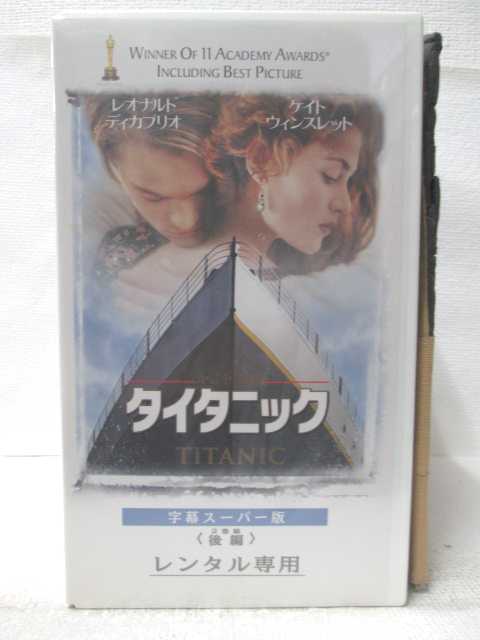 WINNER OF 11 ACADEMY AWARDS®
INCLUDING BEST PICTURE
レオナルド
ディカプリオ
ケイト
ウィンスレット
タイタニック
TITANIC
字幕スーパー版
〈後編〉
レンタル専用